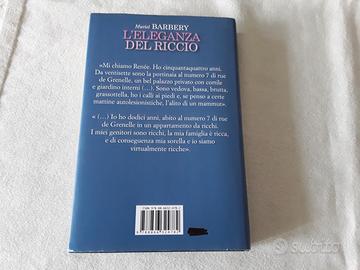 Muriel BARBERY
L'ELEGANZA
DEL RICCIO
«Mi chiamo Renée. Ho cinquantaquattro anni.
Da ventisette sono la portinaia al numero 7 di rue
de Grenelle, un bel palazzo privato con cortile
e giardino interni (…). Sono vedova, bassa, brutta,
grassottella, ho i calli ai piedi e, se penso a certe
mattine autolesionistiche, l'alito di un mammut».
« (…) Io ho dodici anni, abito al numero 7 di rue
de Grenelle in un appartamento da ricchi.
I miei genitori sono ricchi, la mia famiglia è ricca,
e di conseguenza mia sorella e io siamo
virtualmente ricche».
subito